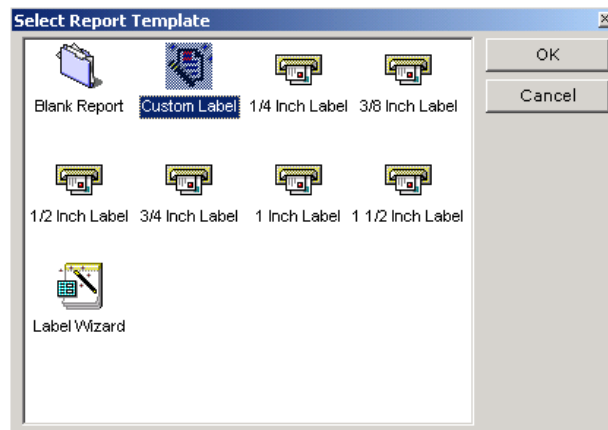 Select Report Template
OK
Cancel
Blank Report Custom Label 1/4 Inch Label 3/8 Inch Label
1/2 Inch Label 3/4 Inch Label 1 Inch Label 1 1/2 Inch Label
Label Wizard